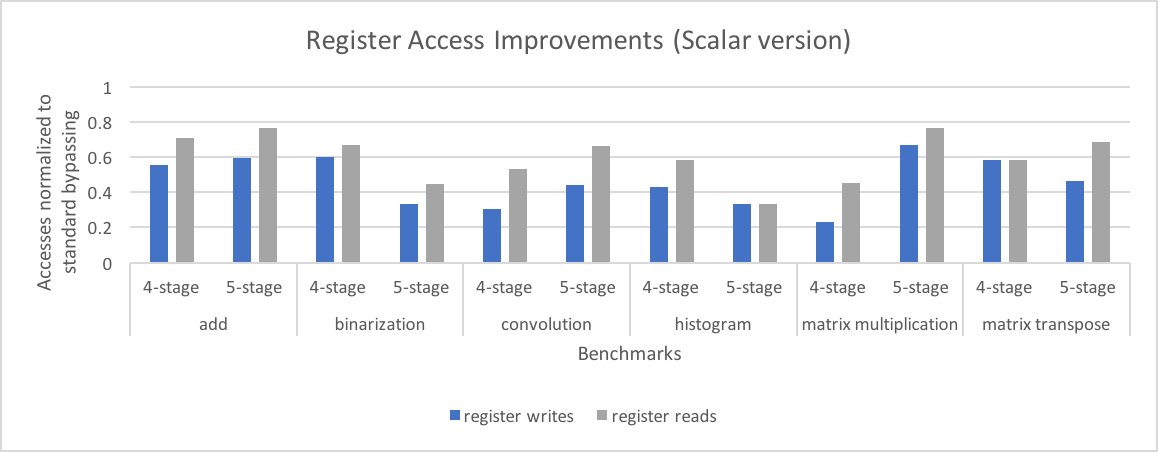 Register Access Improvements (Scalar version)
Accesses normalized to
standard bypassing
1
0.8
0.6
0.4
0.2
0
4-stage 5-stage 4-stage 5-stage 4-stage 5-stage 4-stage 5-stage 4-stage 5-stage 4-stage 5-stage
add binarization convolution histogram matrix multiplication matrix transpose
Benchmarks
register writes register reads